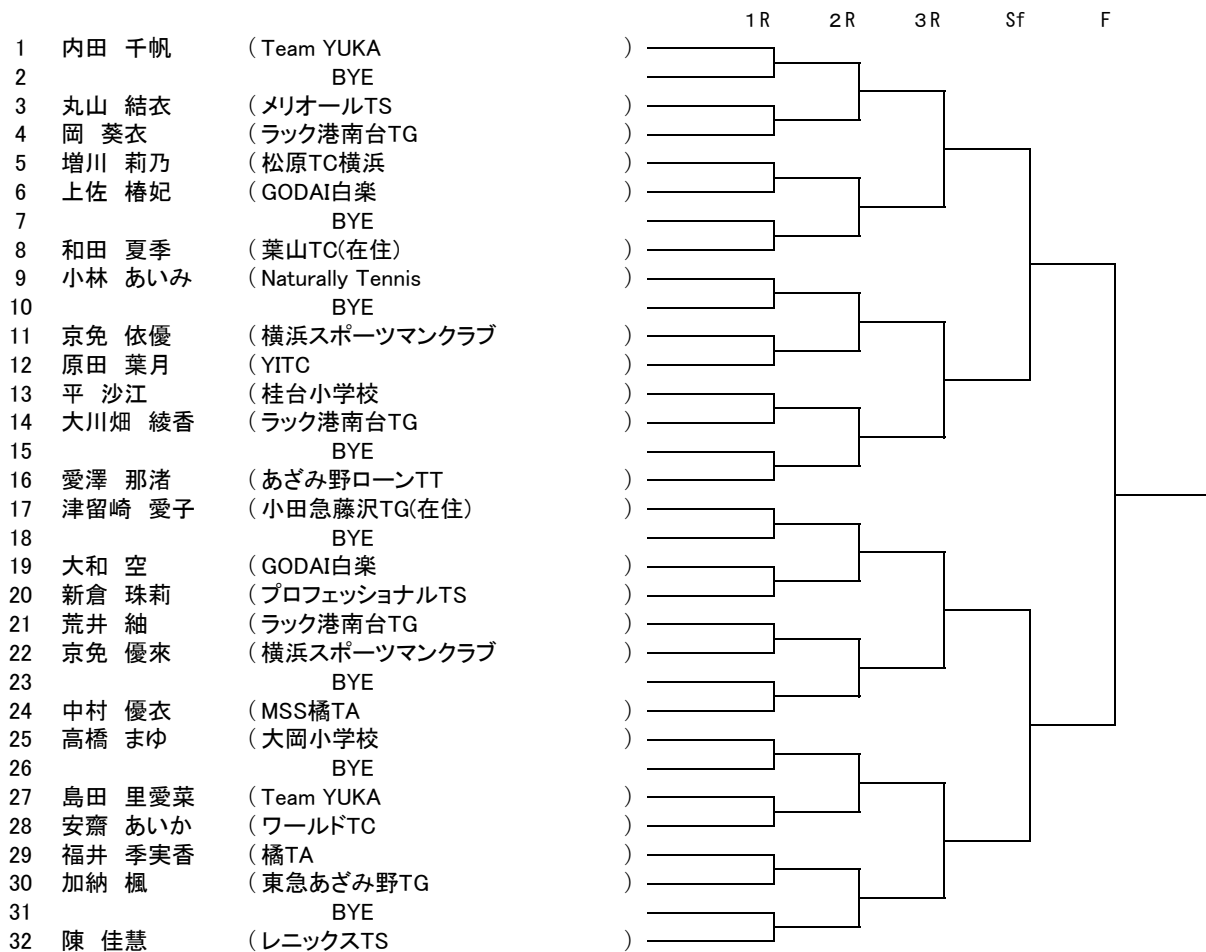 1R 2R 3R Sf F
1 内田 千帆 (Team YUKA )
2 BYE
3 丸山 結衣 (メリオールTS )
4 岡 葵衣 (ラック港南台TG )
5 増川 莉乃 (松原TC横浜 )
6 上佐 椿妃 (GODAI白楽 )
7 BYE
8 和田 夏季 (葉山TC(在住) )
9 小林 あいみ (Naturally Tennis )
10 BYE
11 京免 依優 (横浜スポーツマンクラブ )
12 原田 葉月 (YITC )
13 平 沙江 (桂台小学校 )
14 大川畑 綾香 (ラック港南台TG )
15 BYE
16 愛澤 那渚 (あざみ野ローンTT )
17 津留崎 愛子 (小田急藤沢TG(在住) )
18 BYE
19 大和 空 (GODAI白楽 )
20 新倉 珠莉 (プロフェッショナルTS )
21 荒井 紬 (ラック港南台TG )
22 京免 優來 (横浜スポーツマンクラブ )
23 BYE
24 中村 優衣 (MSS橘TA )
25 高橋 まゆ (大岡小学校 )
26 BYE
27 島田 里愛菜 (Team YUKA )
28 安齋 あいか (ワールドTC )
29 福井 季実香 (橘TA )
30 加納 楓 (東急あざみ野TG )
31 BYE
32 陳 佳慧 (レニックスTS )